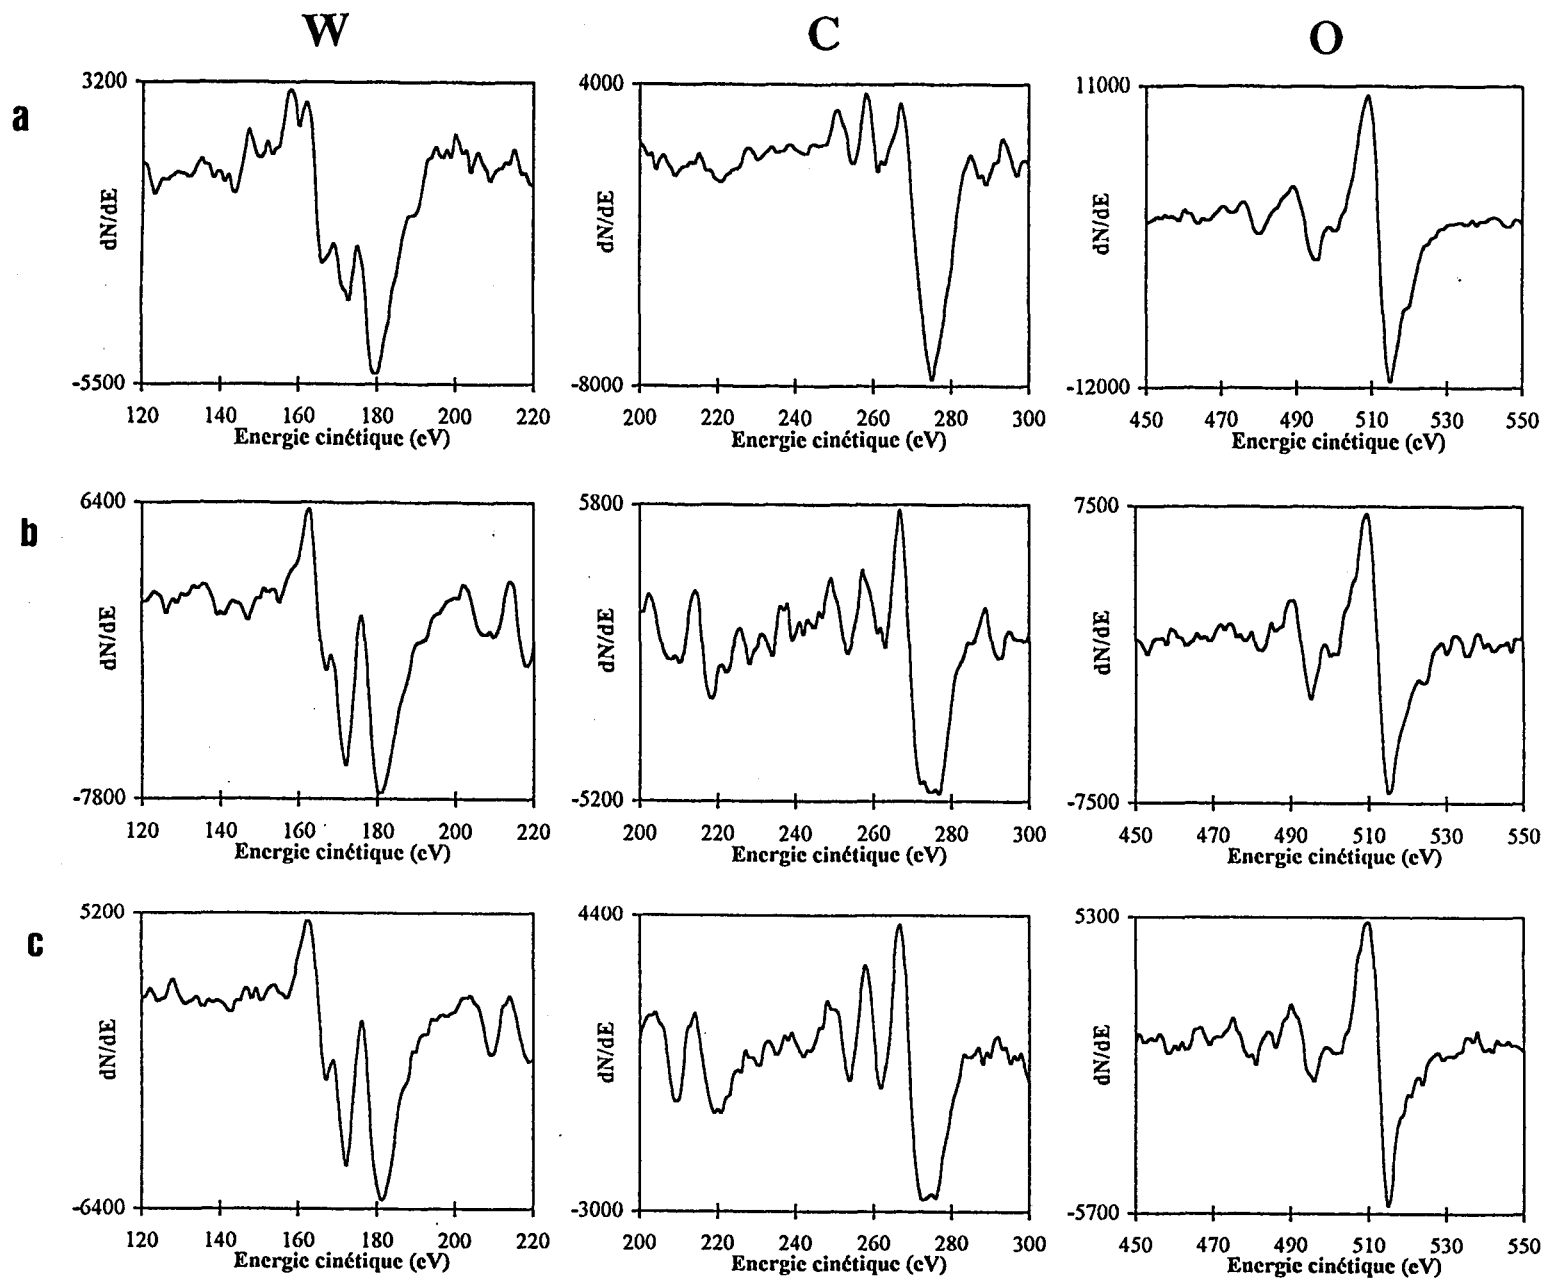 W C O
a
3200
-5500
dN/dE
120 140 160 180 200 220
Energie cinétique (eV)
4000
-8000
dN/dE
200 220 240 260 280 300
Energie cinétique (eV)
11000
-12000
dN/dE
450 470 490 510 530 550
Energie cinétique (eV)
b
6400
-7800
dN/dE
120 140 160 180 200 220
Energie cinétique (eV)
5800
-5200
dN/dE
200 220 240 260 280 300
Energie cinétique (eV)
7500
-7500
dN/dE
450 470 490 510 530 550
Energie cinétique (eV)
c
5200
-6400
dN/dE
120 140 160 180 200 220
Energie cinétique (eV)
4400
-3000
dN/dE
200 220 240 260 280 300
Energie cinétique (eV)
5300
-5700
dN/dE
450 470 490 510 530 550
Energie cinétique (eV)